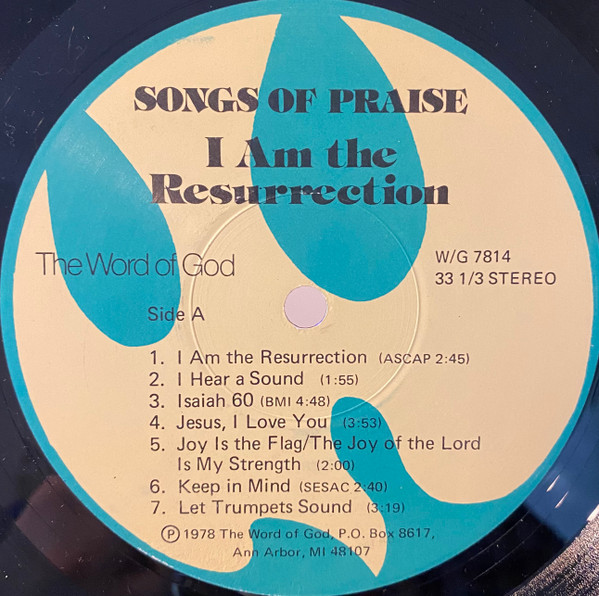 SONGS OF PRAISE
I Am the
Resurrection
The Word of God
W/G 7814
33 1/3 STEREO
Side A
1. I Am the Resurrection (ASCAP 2:45)
2. I Hear a Sound (1:55)
3. Isaiah 60 (BMI 4:48)
4. Jesus, I Love You (3:53)
5. Joy Is the Flag/The Joy of the Lord
Is My Strength (2:00)
6. Keep in Mind (SESAC 2:40)
7. Let Trumpets Sound (3:19)
Ⓟ 1978 The Word of God, P.O. Box 8617,
Ann Arbor, MI 48107